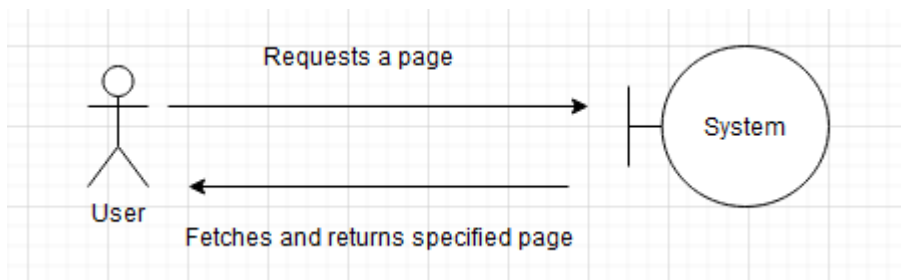 Requests a page
System
User
Fetches and returns specified page